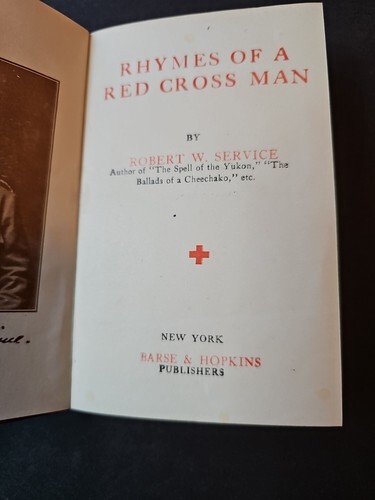 RHYMES OF A
RED CROSS MAN
BY
ROBERT W. SERVICE
Author of "The Spell of the Yukon," "The
Ballads of a Cheechako," etc.
NEW YORK
BARSE & HOPKINS
PUBLISHERS